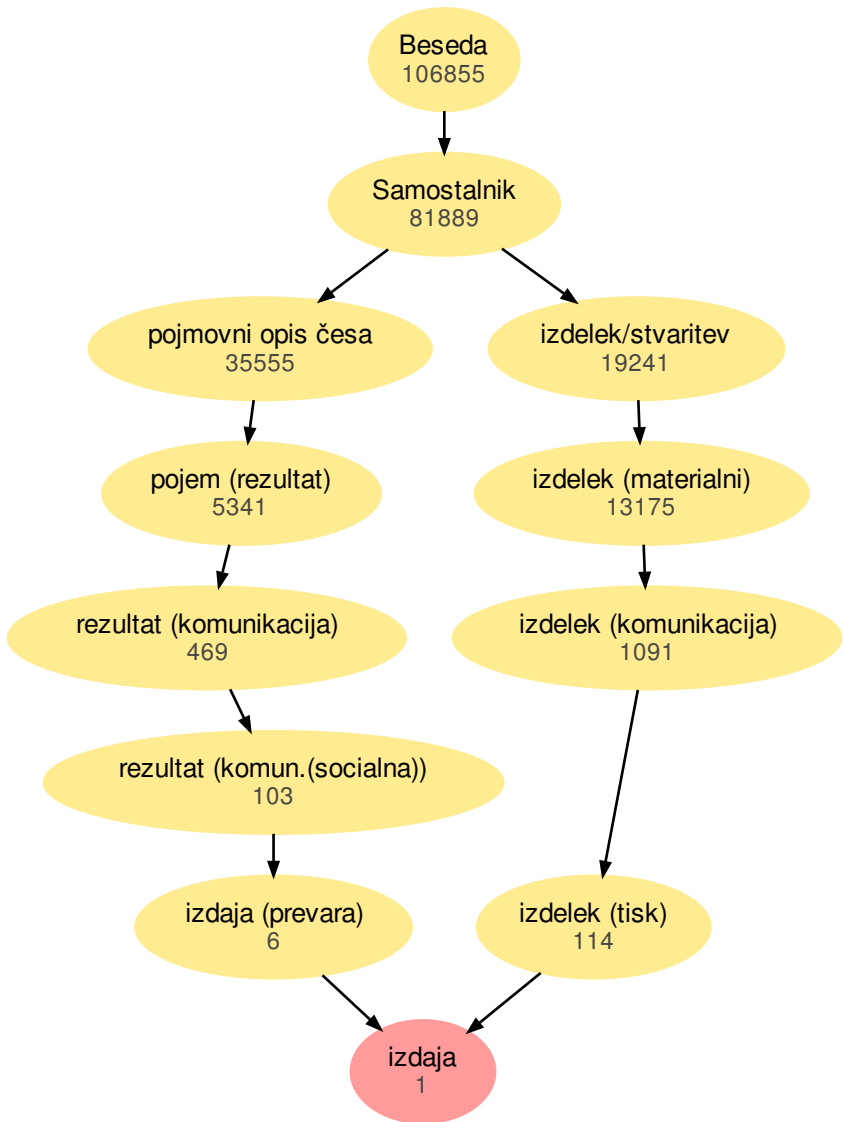 Beseda
106855
Samostalnik
81889
pojmovni opis česa
35555
izdelek/stvaritev
19241
pojem (rezultat)
5341
izdelek (materialni)
13175
rezultat (komunikacija)
469
izdelek (komunikacija)
1091
rezultat (komun.(socialna))
103
izdaja (prevara)
6
izdelek (tisk)
114
izdaja
1